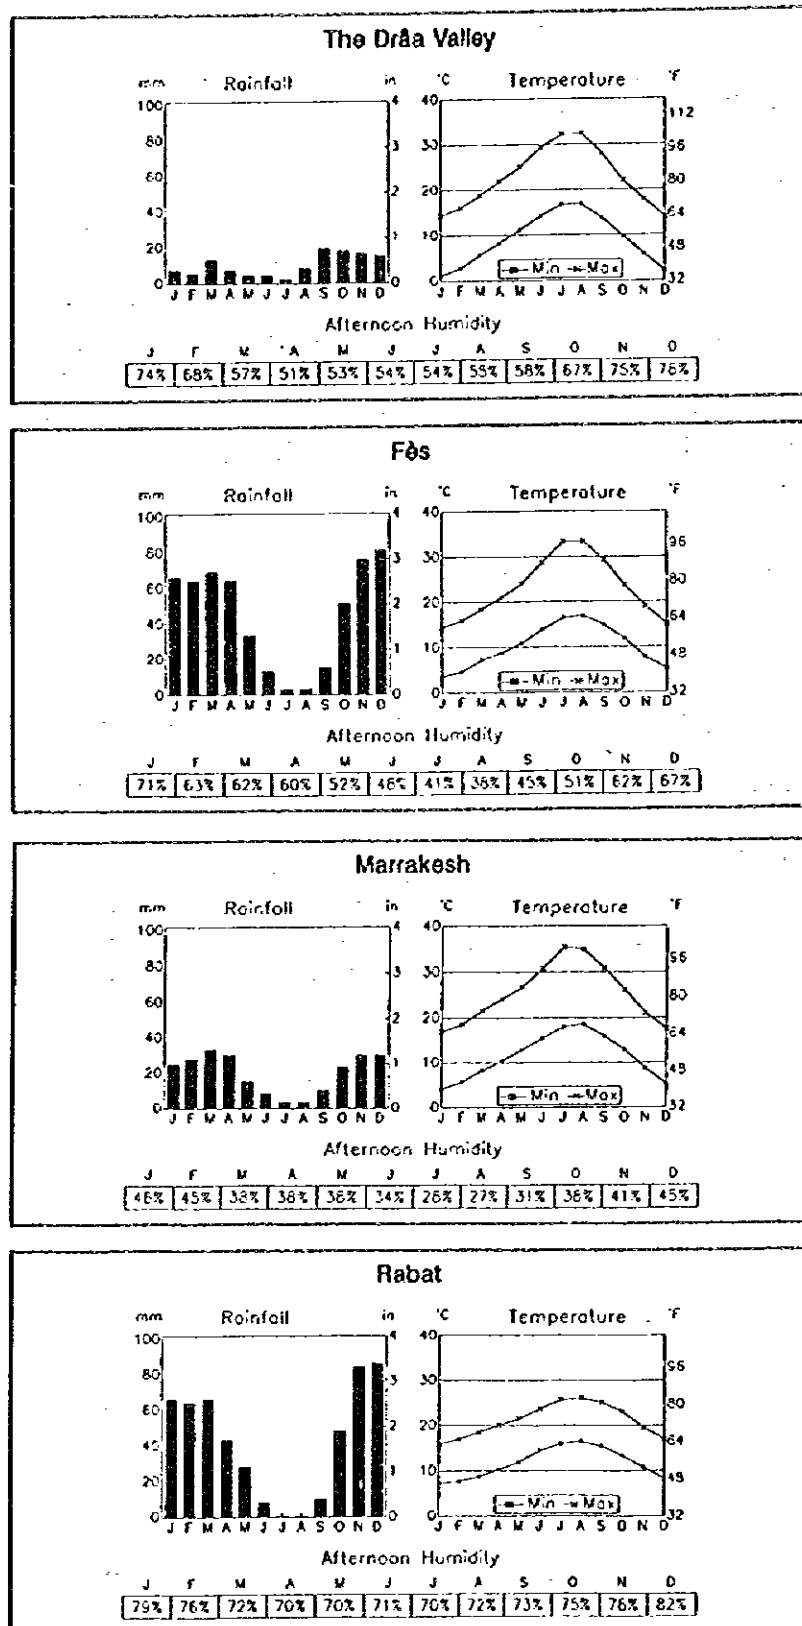 The Drâa Valley
mm Rainfall in °C Temperature °F
100 4 40
112
80 3 30 96
60 80
40 2 20 64
20 1 10 48
0 0 0 Min Max 32
J F M A M J J A S O N D J F M A M J J A S O N D
Afternoon Humidity
J F M A M J J A S O N D
74% 68% 57% 51% 53% 54% 54% 55% 58% 67% 75% 78%
Fès
mm Rainfall in °C Temperature °F
100 4 40
80 3 30 96
60 80
40 2 20 64
20 1 10 48
0 0 0 Min Max 32
J F M A M J J A S O N D J F M A M J J A S O N D
Afternoon Humidity
J F M A M J J A S O N D
71% 63% 62% 60% 52% 46% 41% 38% 45% 51% 62% 67%
Marrakesh
mm Rainfall in °C Temperature °F
100 4 40
80 3 30 96
60 80
40 2 20 64
20 1 10 48
0 0 0 Min Max 32
J F M A M J J A S O N D J F M A M J J A S O N D
Afternoon Humidity
J F M A M J J A S O N D
46% 45% 38% 38% 36% 34% 26% 27% 31% 38% 41% 45%
Rabat
mm Rainfall in °C Temperature °F
100 4 40
80 3 30 96
60 80
40 2 20 64
20 1 10 48
0 0 0 Min Max 32
J F M A M J J A S O N D J F M A M J J A S O N D
Afternoon Humidity
J F M A M J J A S O N D
79% 76% 72% 70% 70% 71% 70% 72% 73% 75% 76% 82%